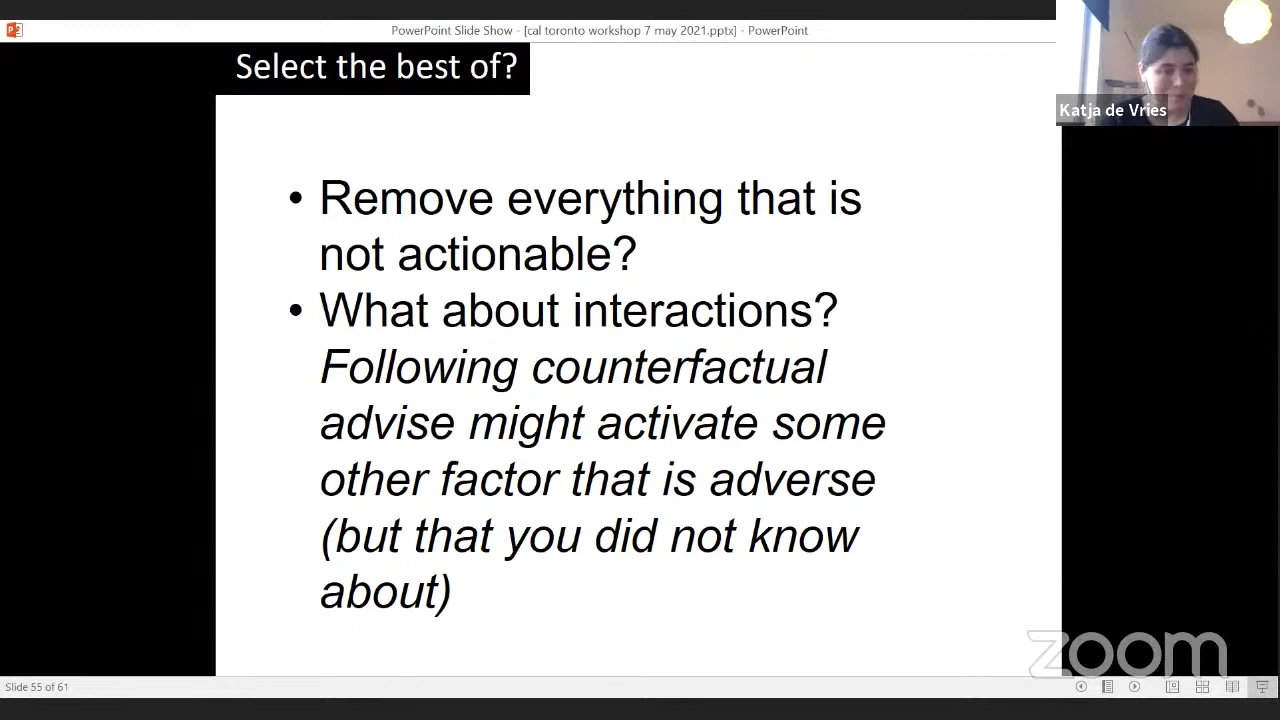 PowerPoint Slide Show - [cal toronto workshop 7 may 2021.pptx] - PowerPoint
Select the best of?
Katja de Vries
• Remove everything that is
not actionable?
• What about interactions?
Following counterfactual
advise might activate some
other factor that is adverse
(but that you did not know
about)
zoom
Slide 55 of 61